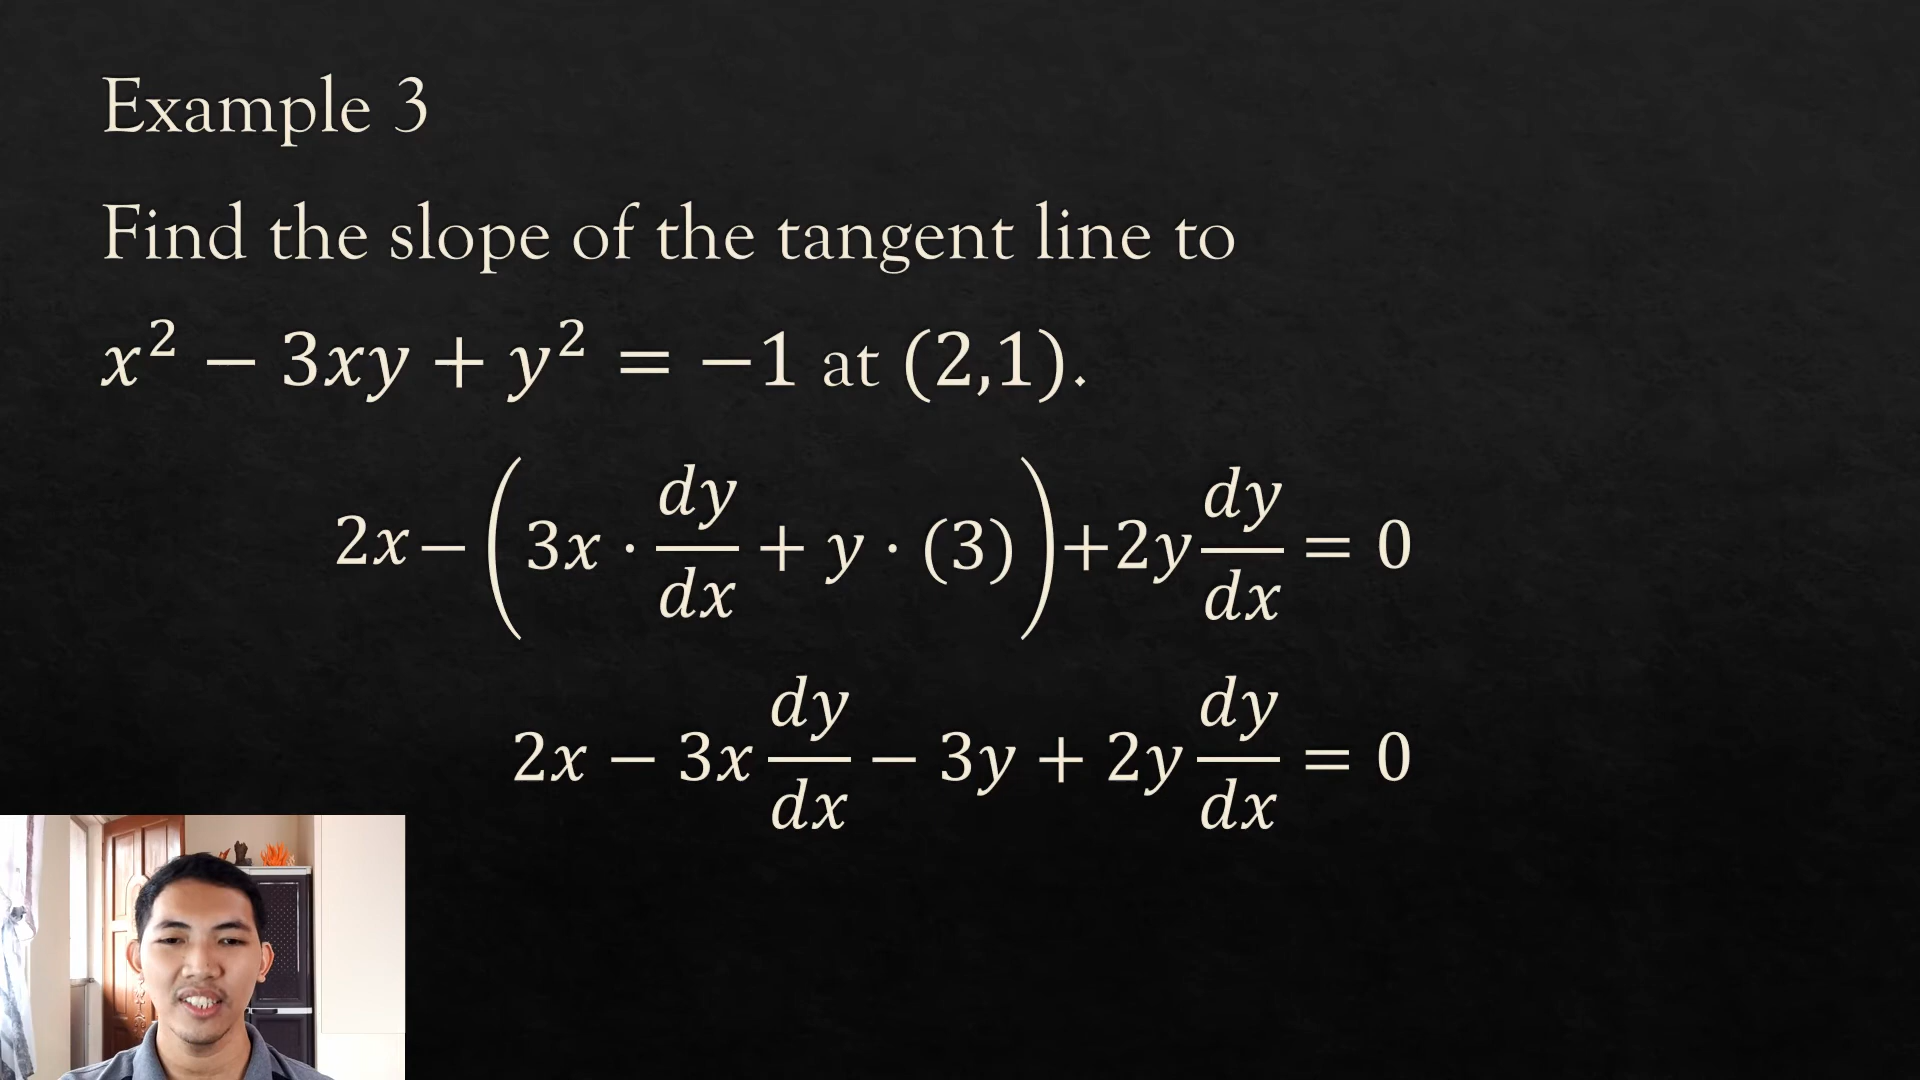 Example 3
Find the slope of the tangent line to
x² − 3xy + y² = −1 at (2,1).
2x−(3x · dy/dx + y · (3))+2y dy/dx = 0
2x − 3x dy/dx − 3y + 2y dy/dx = 0